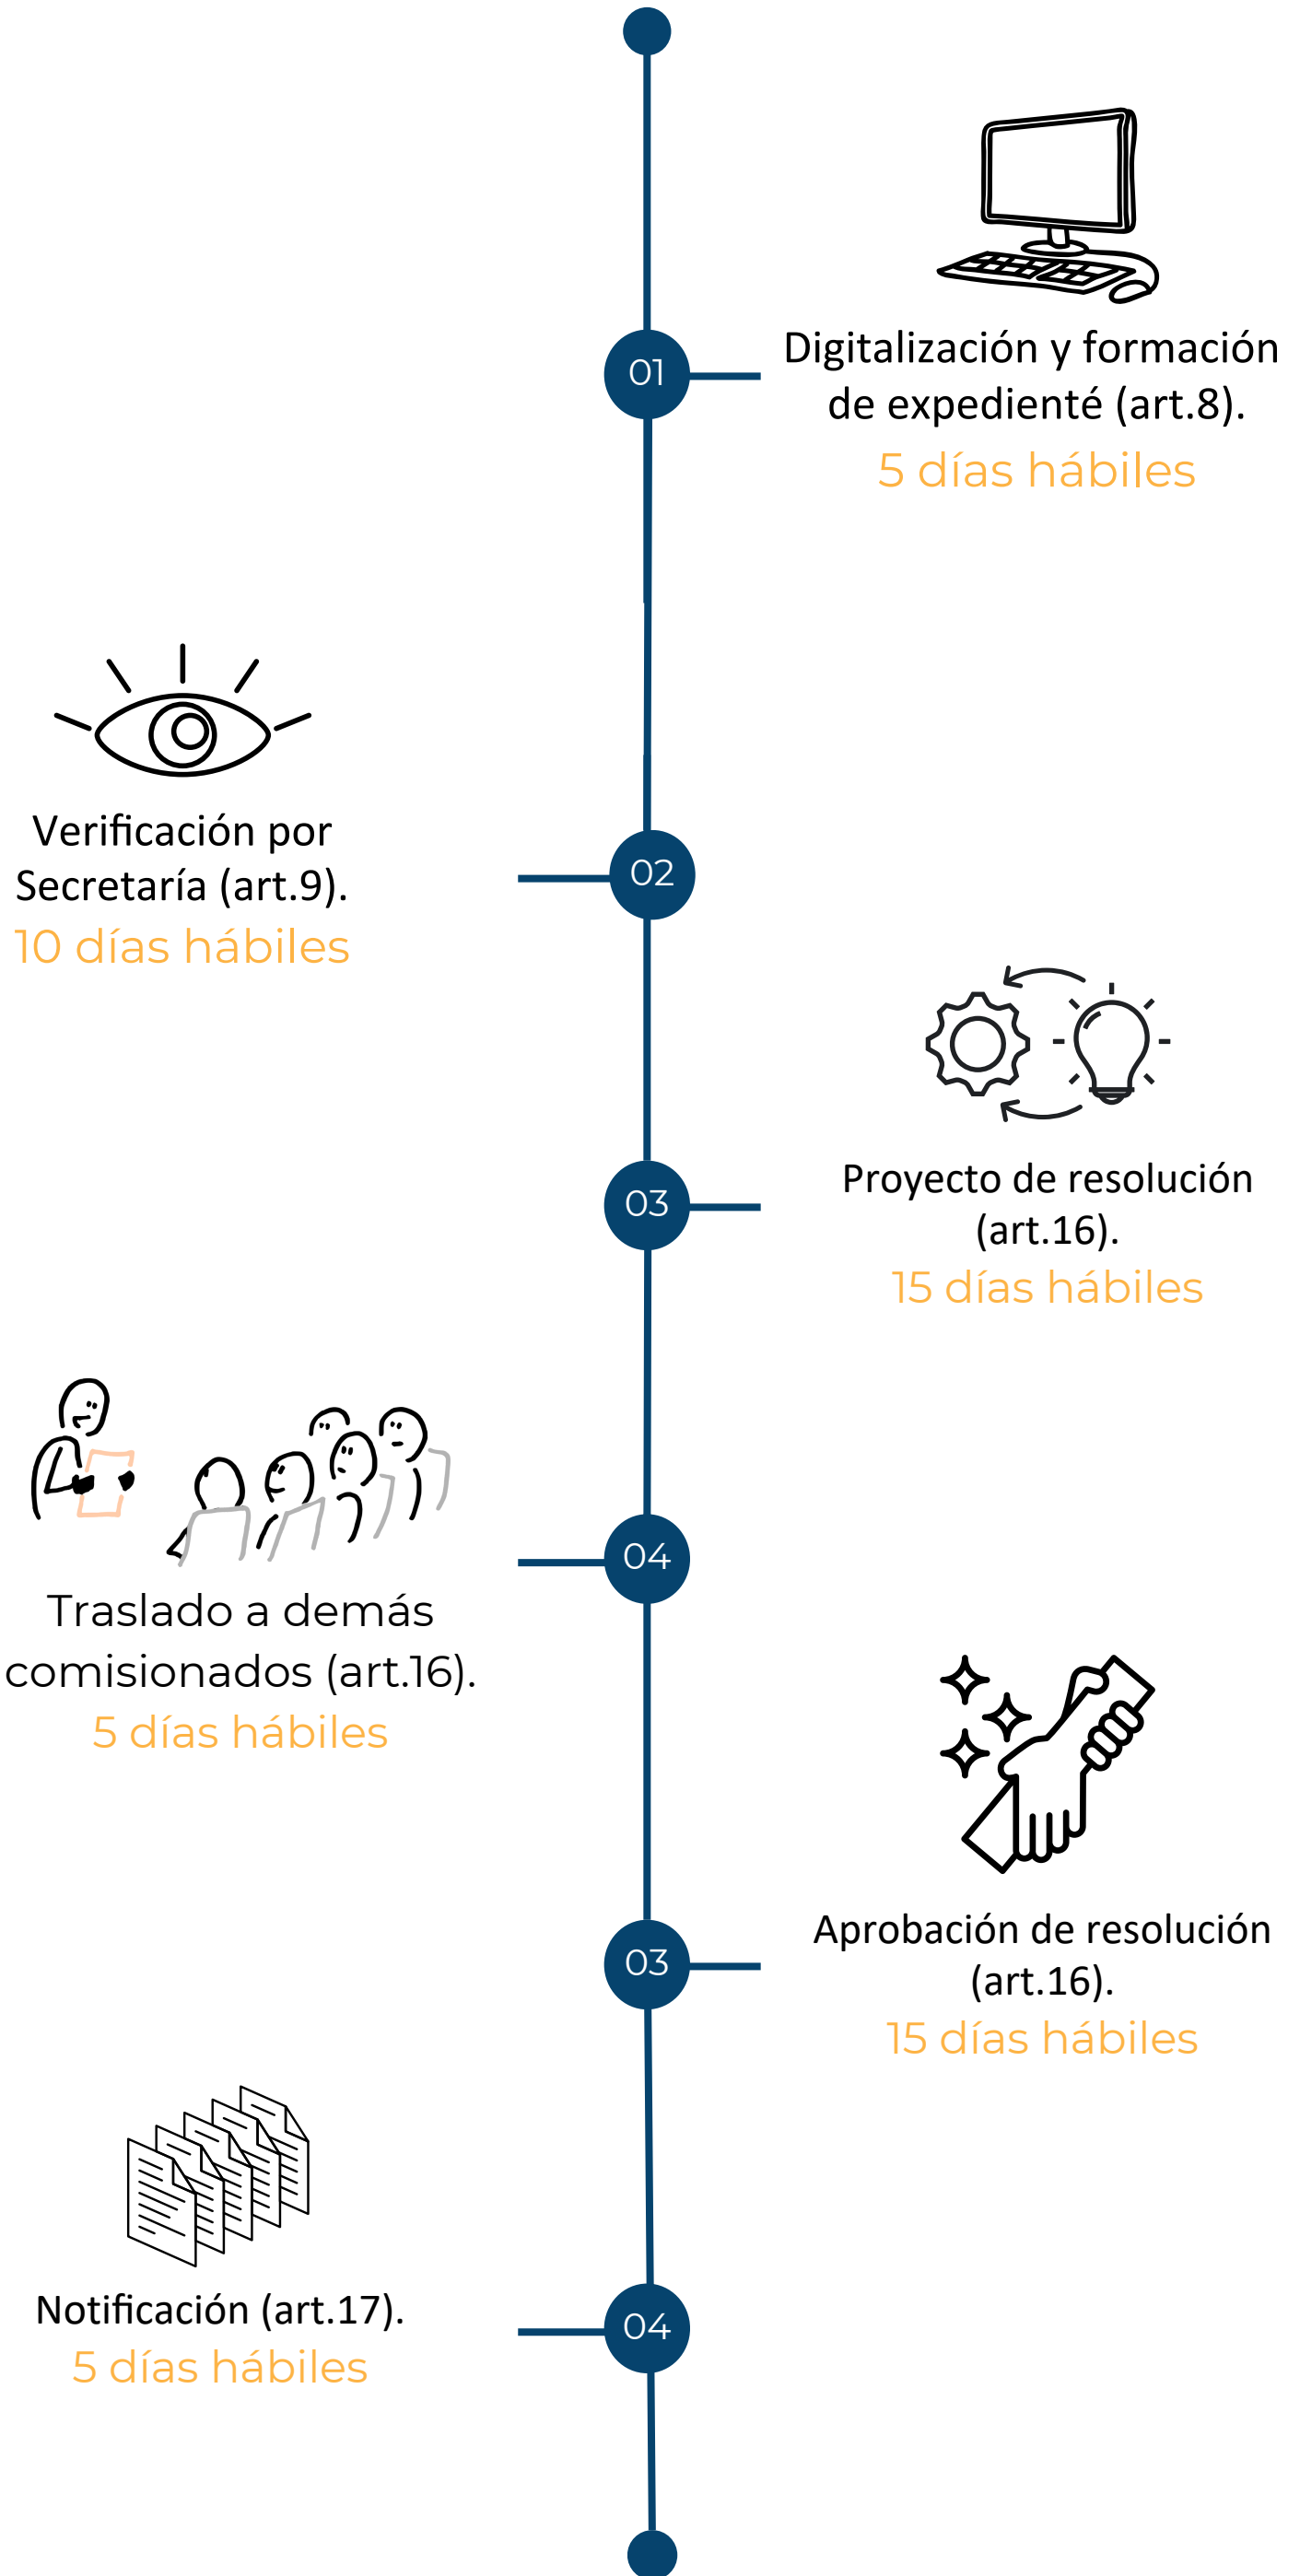 01
Digitalización y formación
de expedienté (art.8).
5 días hábiles
Verificación por
Secretaría (art.9).
10 días hábiles
02
03
Proyecto de resolución
(art.16).
15 días hábiles
04
Traslado a demás
comisionados (art.16).
5 días hábiles
03
Aprobación de resolución
(art.16).
15 días hábiles
04
Notificación (art.17).
5 días hábiles